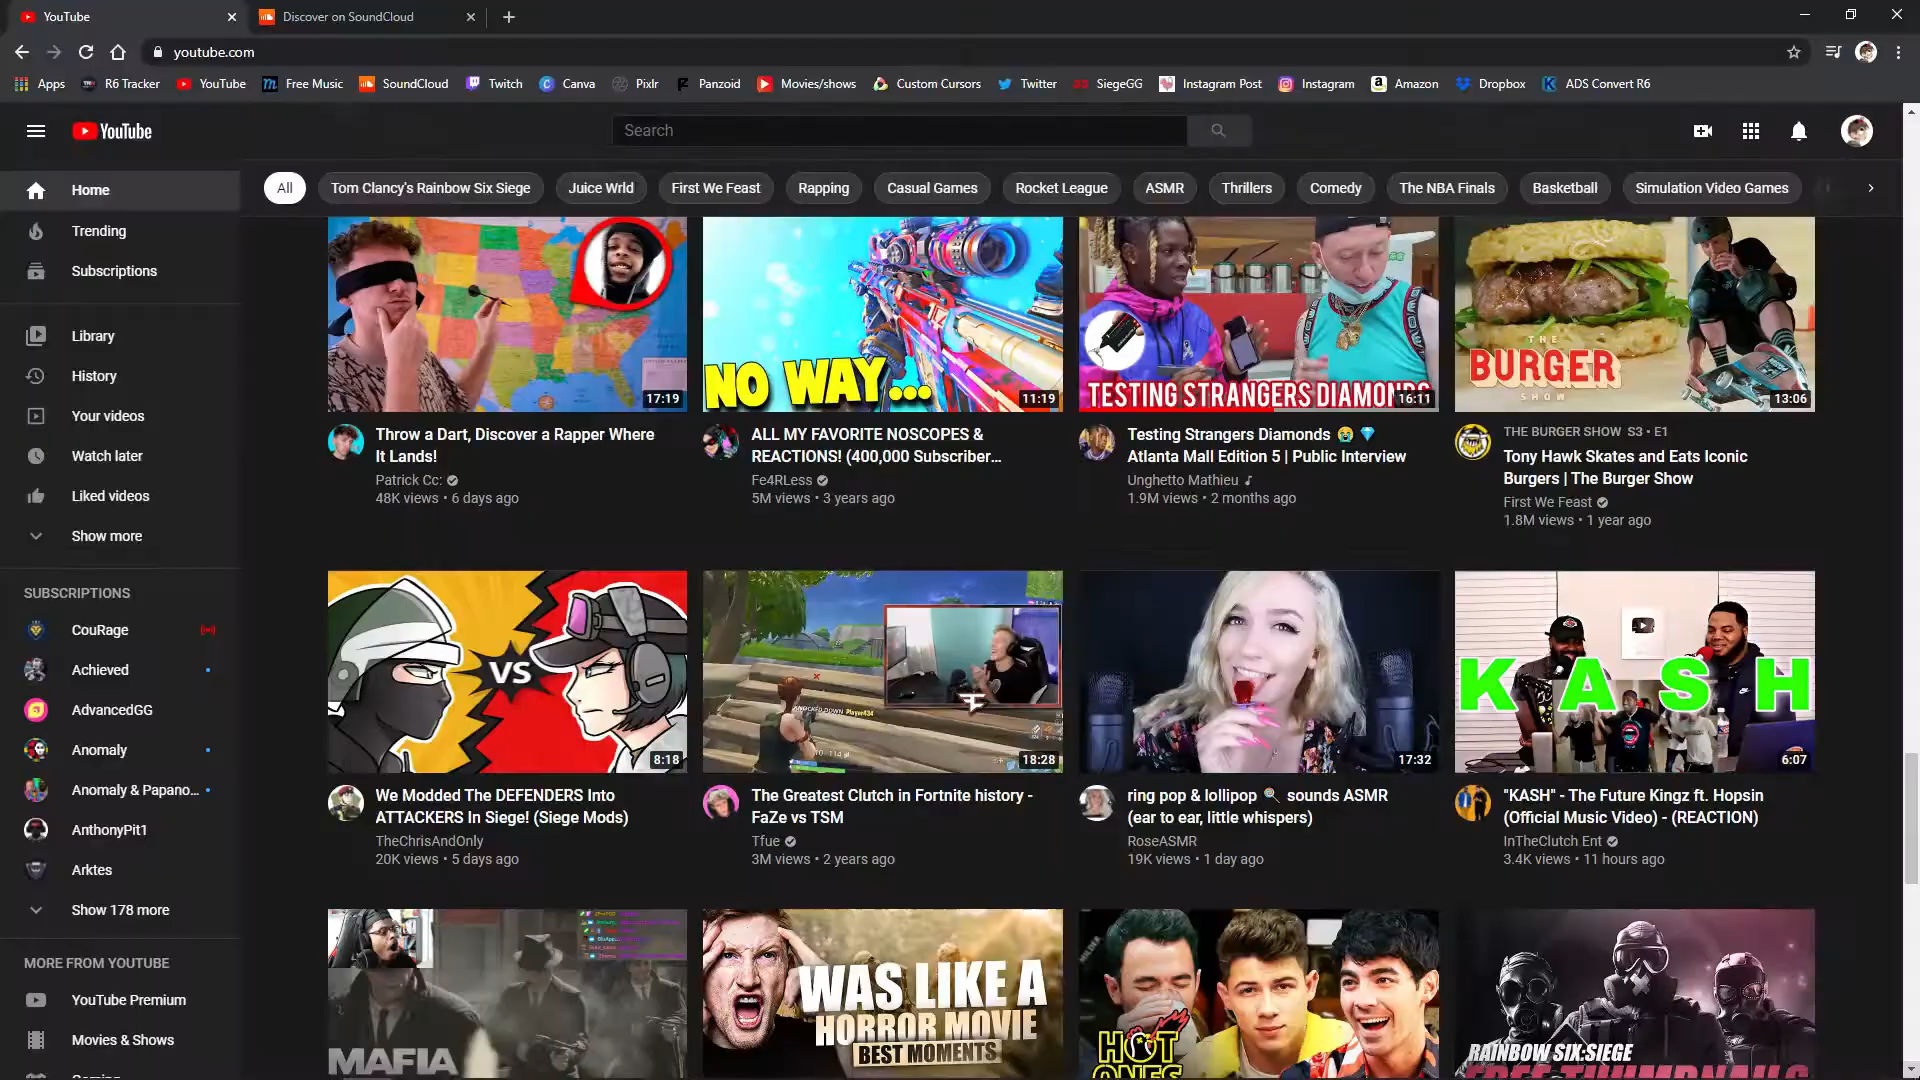 YouTube
Discover on SoundCloud
youtube.com
Apps
R6 Tracker
YouTube
Free Music
SoundCloud
Twitch
Canva
Pixlr
Panzoid
Movies/shows
Custom Cursors
Twitter
SiegeGG
Instagram Post
Instagram
Amazon
Dropbox
ADS Convert R6
YouTube
Search
Home
Trending
Subscriptions
Library
History
Your videos
Watch later
Liked videos
Show more
SUBSCRIPTIONS
CouRage
Achieved
AdvancedGG
Anomaly
Anomaly & Papano...
AnthonyPit1
Arktes
Show 178 more
MORE FROM YOUTUBE
YouTube Premium
Movies & Shows
All
Tom Clancy's Rainbow Six Siege
Juice Wrld
First We Feast
Rapping
Casual Games
Rocket League
ASMR
Thrillers
Comedy
The NBA Finals
Basketball
Simulation Video Games
17:19
Throw a Dart, Discover a Rapper Where
It Lands!
Patrick Cc:
48K views • 6 days ago
NO WAY...
11:19
ALL MY FAVORITE NOSCOPES &
REACTIONS! (400,000 Subscriber...
Fe4RLess
5M views • 3 years ago
TESTING STRANGERS DIAMONDS
16:11
Testing Strangers Diamonds 😭 💎
Atlanta Mall Edition 5 | Public Interview
Unghetto Mathieu
1.9M views • 2 months ago
THE
BURGER
SHOW
13:06
THE BURGER SHOW S3 • E1
Tony Hawk Skates and Eats Iconic
Burgers | The Burger Show
First We Feast
1.8M views • 1 year ago
VS
8:18
We Modded The DEFENDERS Into
ATTACKERS In Siege! (Siege Mods)
TheChrisAndOnly
20K views • 5 days ago
KNOCKED DOWN Player434
18:28
The Greatest Clutch in Fortnite history -
FaZe vs TSM
Tfue
3M views • 2 years ago
17:32
ring pop & lollipop 🍭 sounds ASMR
(ear to ear, little whispers)
RoseASMR
19K views • 1 day ago
KASH
6:07
"KASH" - The Future Kingz ft. Hopsin
(Official Music Video) - (REACTION)
InTheClutch Ent
3.4K views • 11 hours ago
MAFIA
WAS LIKE A
HORROR MOVIE
BEST MOMENTS
HOT
ONES
RAINBOW SIX:SIEGE
FREE THUMBNAILS